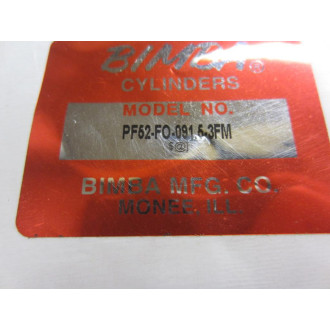 BIMBA®
CYLINDERS
MODEL NO.
PF52-FO-091.5-3FM
$@
BIMBA MFG. CO.
MONEE, ILL.